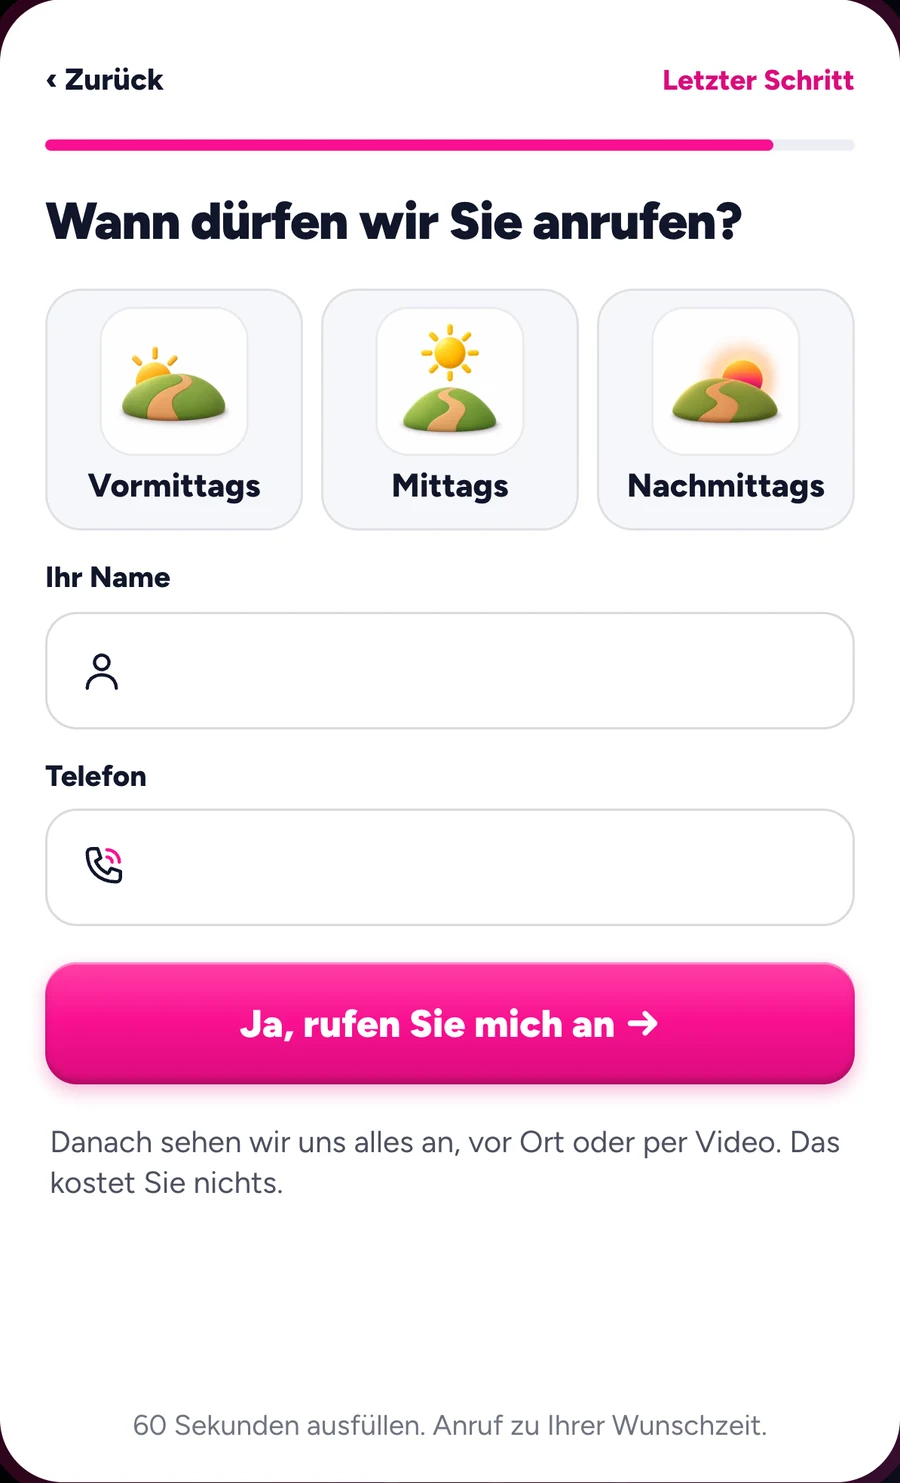 ‹ Zurück
Letzter Schritt
Wann dürfen wir Sie anrufen?
Vormittags
Mittags
Nachmittags
Ihr Name
Telefon
Ja, rufen Sie mich an →
Danach sehen wir uns alles an, vor Ort oder per Video. Das
kostet Sie nichts.
60 Sekunden ausfüllen. Anruf zu Ihrer Wunschzeit.